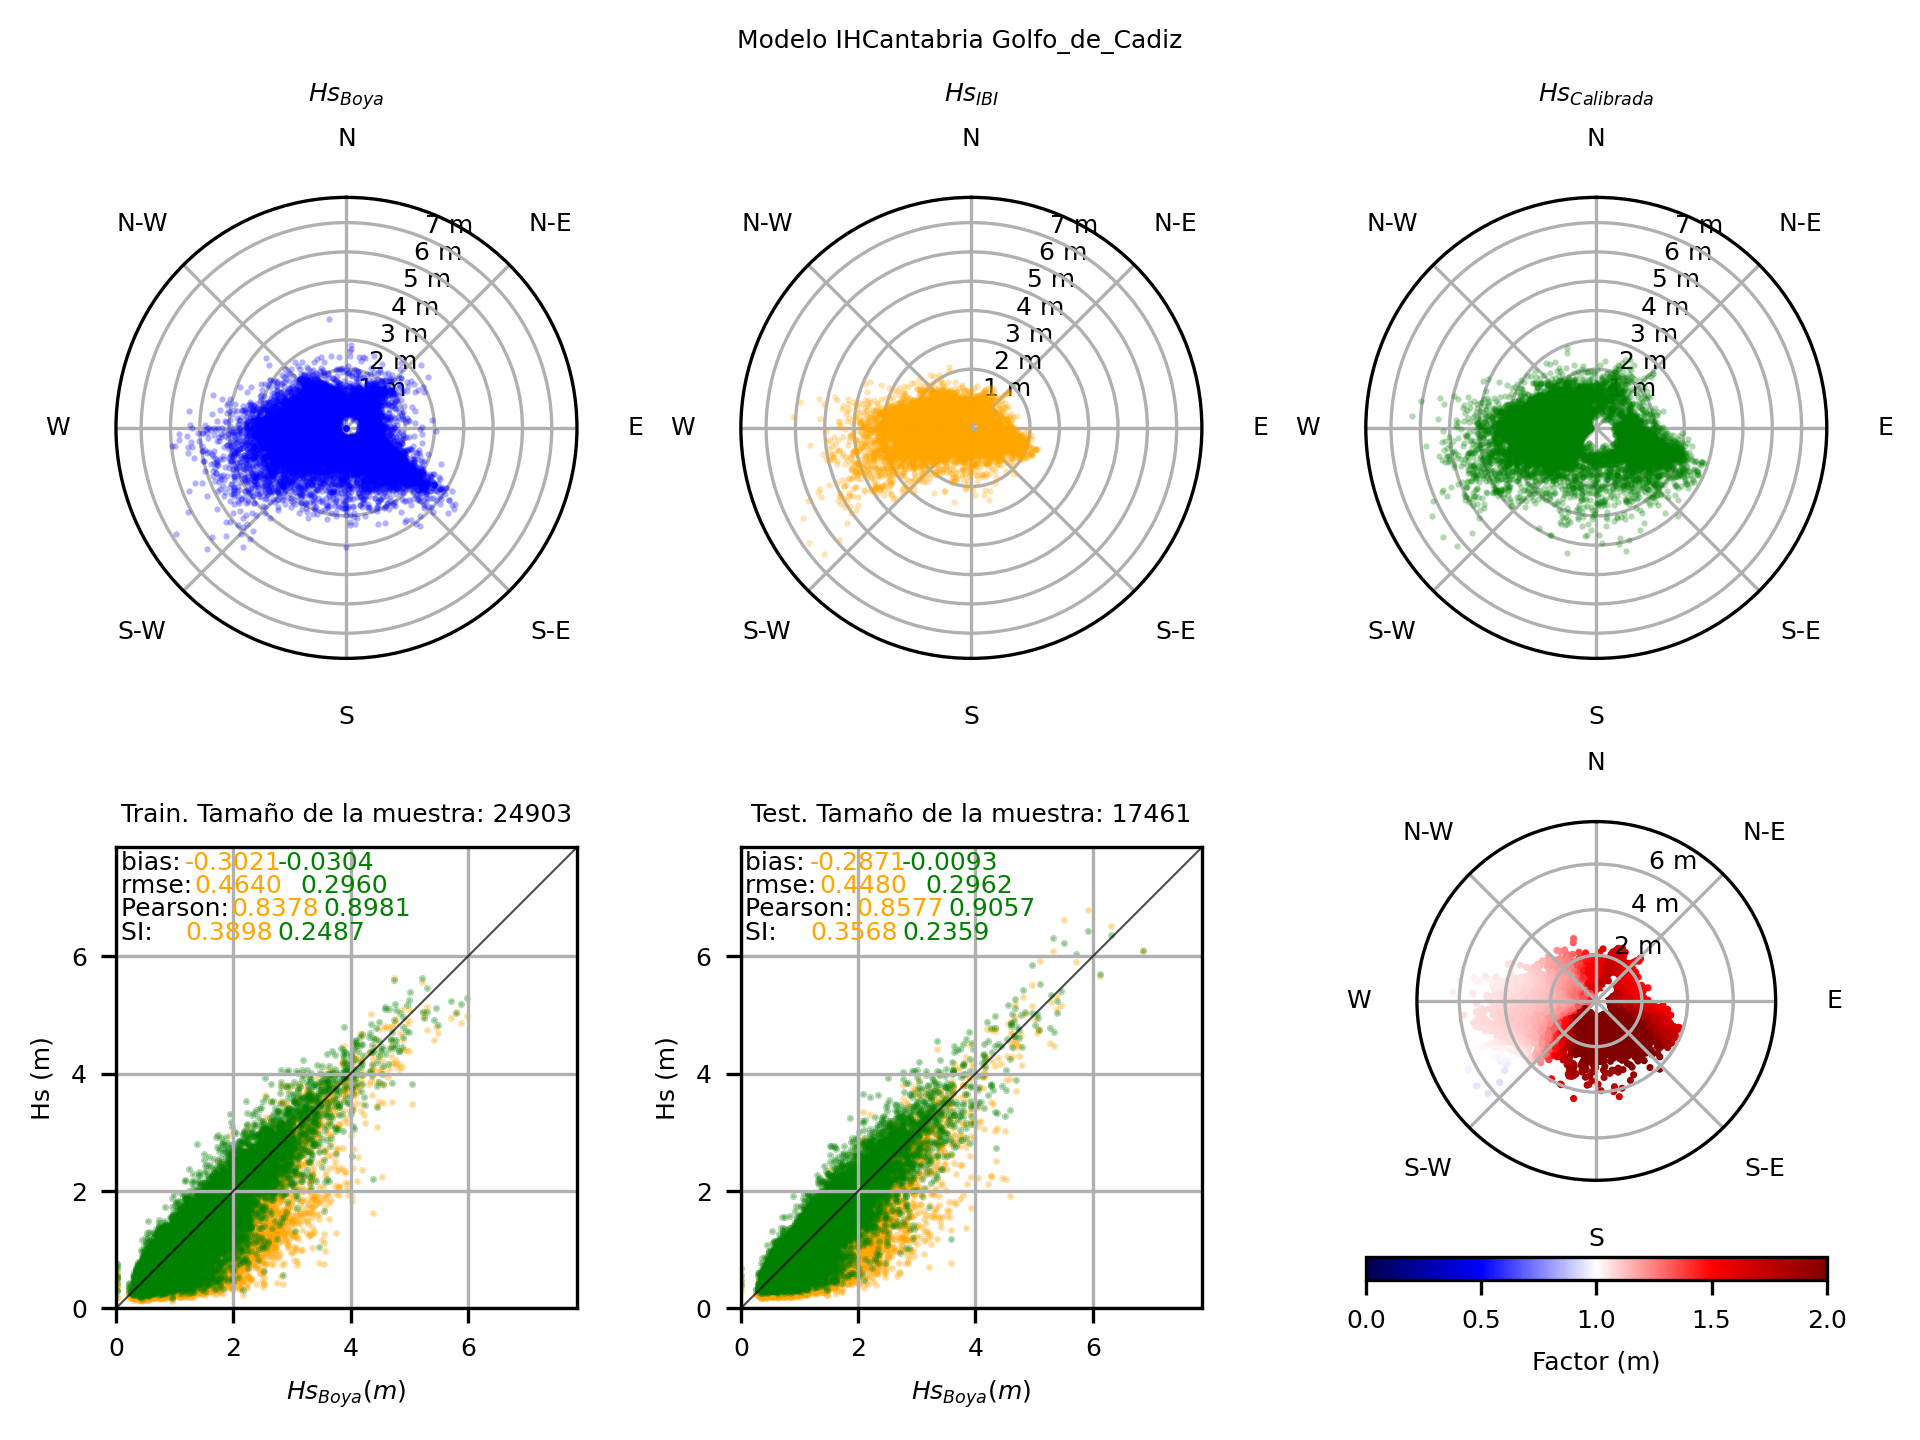 Modelo IHCantabria Golfo_de_Cadiz
Hs_Boya
N
N-W
N-E
W
E
S-W
S-E
S
7 m
6 m
5 m
4 m
3 m
2 m
1 m
Hs_IBI
N
N-W
N-E
W
E
S-W
S-E
S
7 m
6 m
5 m
4 m
3 m
2 m
1 m
Hs_Calibrada
N
N-W
N-E
W
E
S-W
S-E
S
7 m
6 m
5 m
4 m
3 m
2 m
m
Train. Tamaño de la muestra: 24903
bias: -0.3021 -0.0304
rmse: 0.4640 0.2960
Pearson: 0.8378 0.8981
SI: 0.3898 0.2487
Hs (m)
6
4
2
0
0 2 4 6
Hs_Boya(m)
Test. Tamaño de la muestra: 17461
bias: -0.2871 -0.0093
rmse: 0.4480 0.2962
Pearson: 0.8577 0.9057
SI: 0.3568 0.2359
Hs (m)
6
4
2
0
0 2 4 6
Hs_Boya(m)
N
N-W
N-E
W
E
S-W
S-E
S
6 m
4 m
2 m
0.0 0.5 1.0 1.5 2.0
Factor (m)